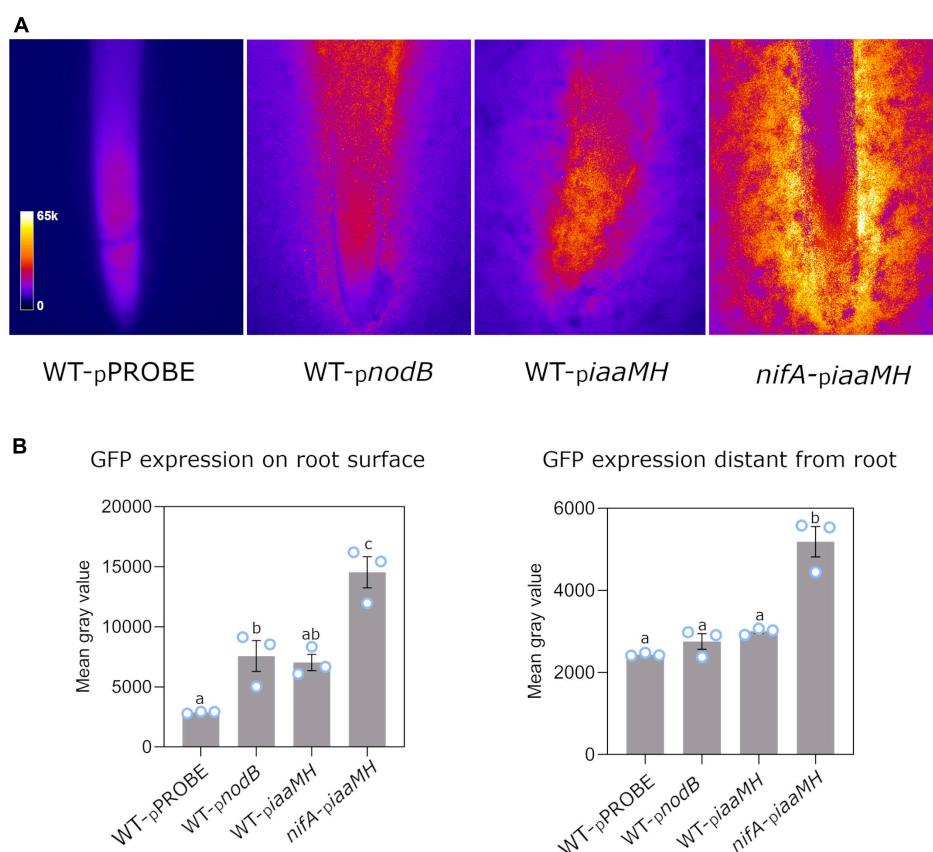 A
65k
0
WT-pPROBE
WT-pnodB
WT-piaaMH
nifA-piaaMH
B
GFP expression on root surface
Mean gray value
20000
15000
10000
5000
0
a
b
ab
c
WT-pPROBE
WT-pnodB
WT-piaaMH
nifA-piaaMH
GFP expression distant from root
Mean gray value
6000
4000
2000
0
a
a
a
b
WT-pPROBE
WT-pnodB
WT-piaaMH
nifA-piaaMH